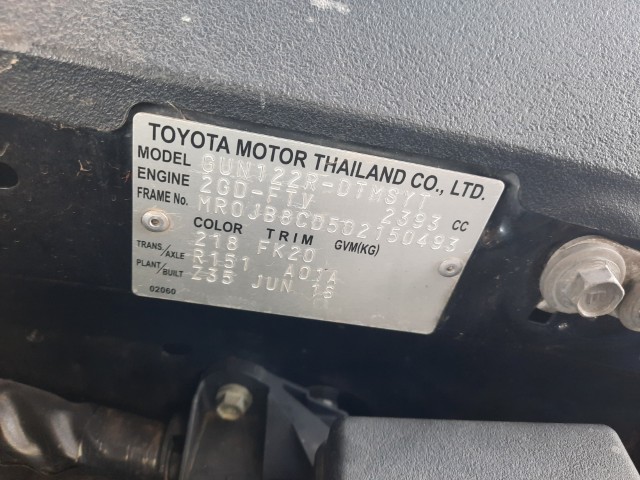 TOYOTA MOTOR THAILAND CO., LTD.
MODEL GUN122R-DTMSYT
ENGINE 2GD-FTV 2393 CC
FRAME No. MR0JB8CD502150493
COLOR TRIM GVM(KG)
218 FK20
TRANS/AXLE R151 A01A
PLANT/BUILT Z35 JUN 16
02060